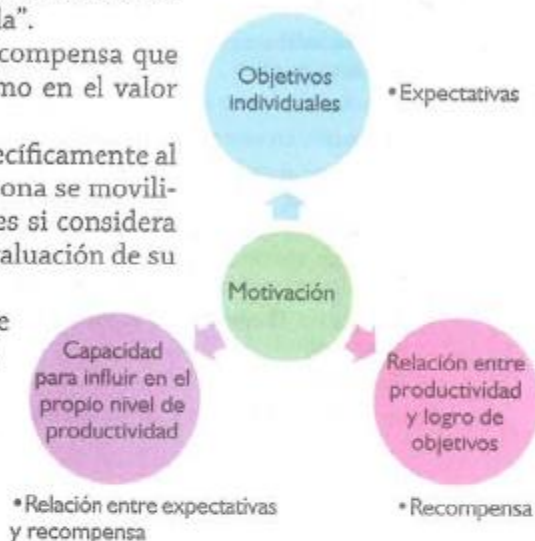 la”.
compensa que
mo en el valor
ecíficamente al
ona se movili-
es si considera
valuación de su
e
Objetivos
individuales
• Expectativas
Motivación
Capacidad
para influir en el
propio nivel de
productividad
• Relación entre expectativas
y recompensa
Relación entre
productividad
y logro de
objetivos
• Recompensa